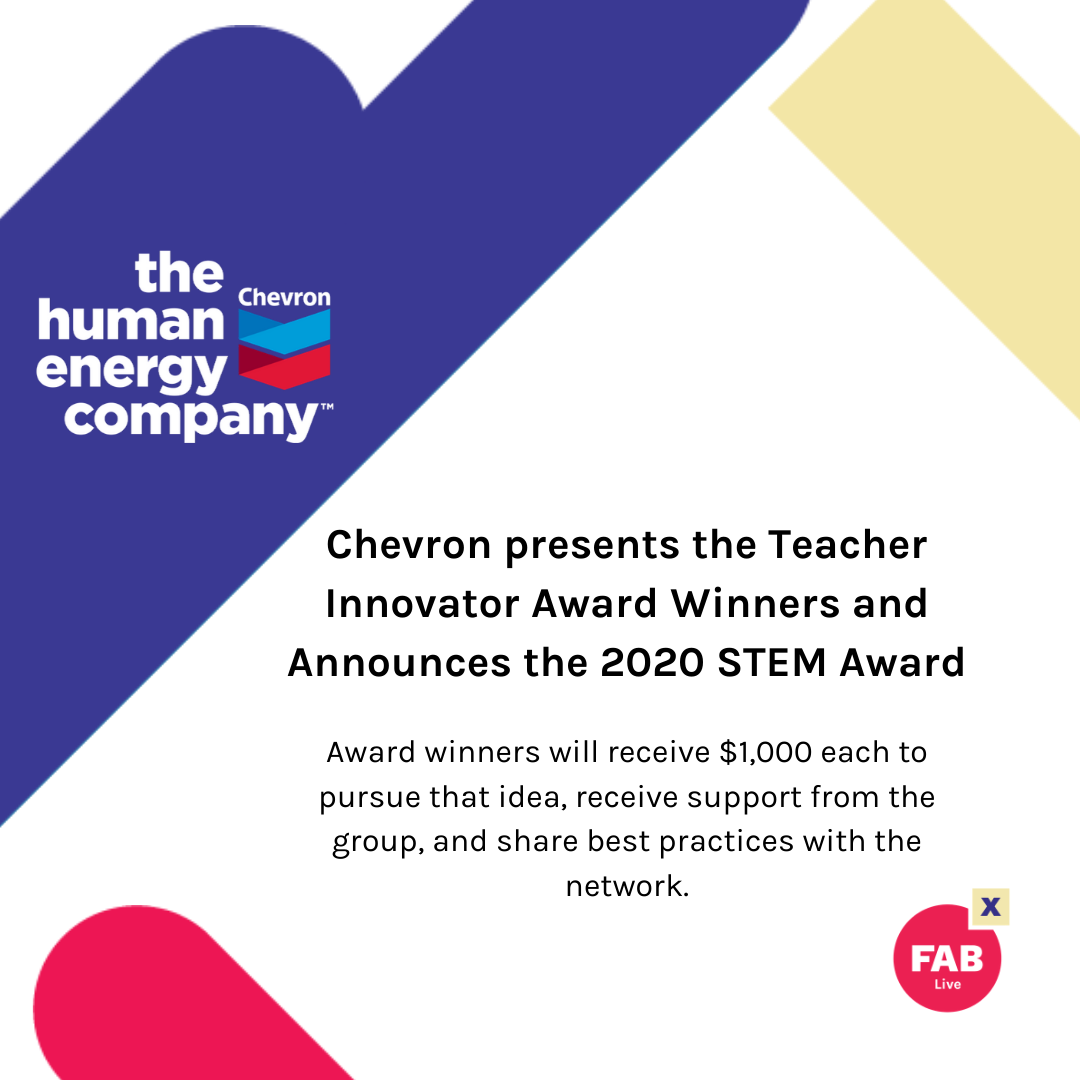 the
human
energy
company™
Chevron
Chevron presents the Teacher
Innovator Award Winners and
Announces the 2020 STEM Award
Award winners will receive $1,000 each to
pursue that idea, receive support from the
group, and share best practices with the
network.
X
FAB
Live